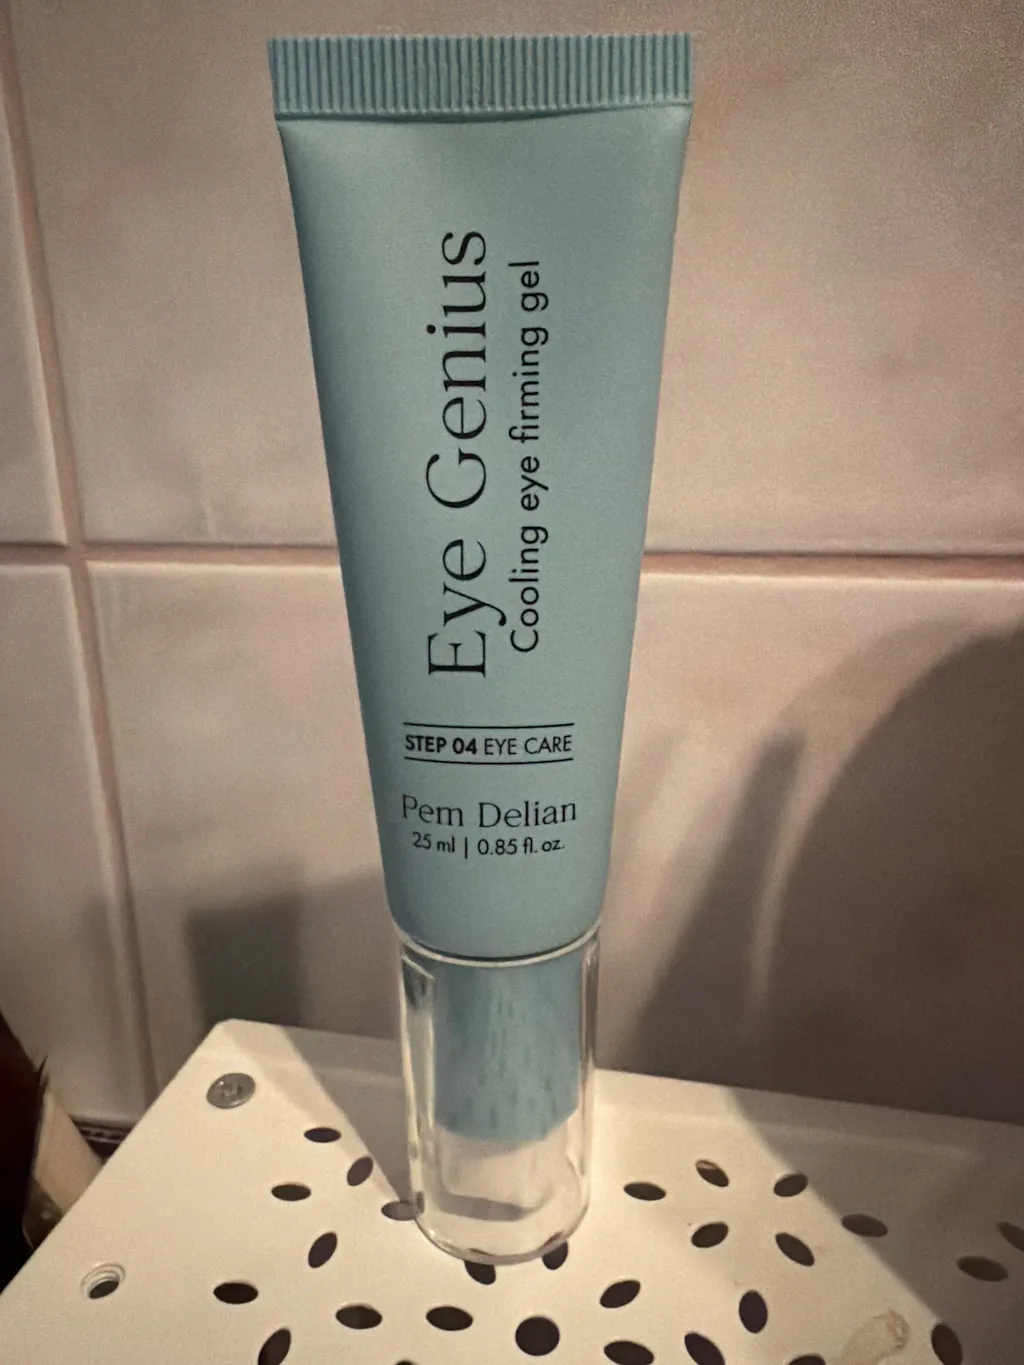 Eye Genius
Cooling eye firming gel
STEP 04 EYE CARE
Pem Delian
25 ml | 0.85 fl. oz.